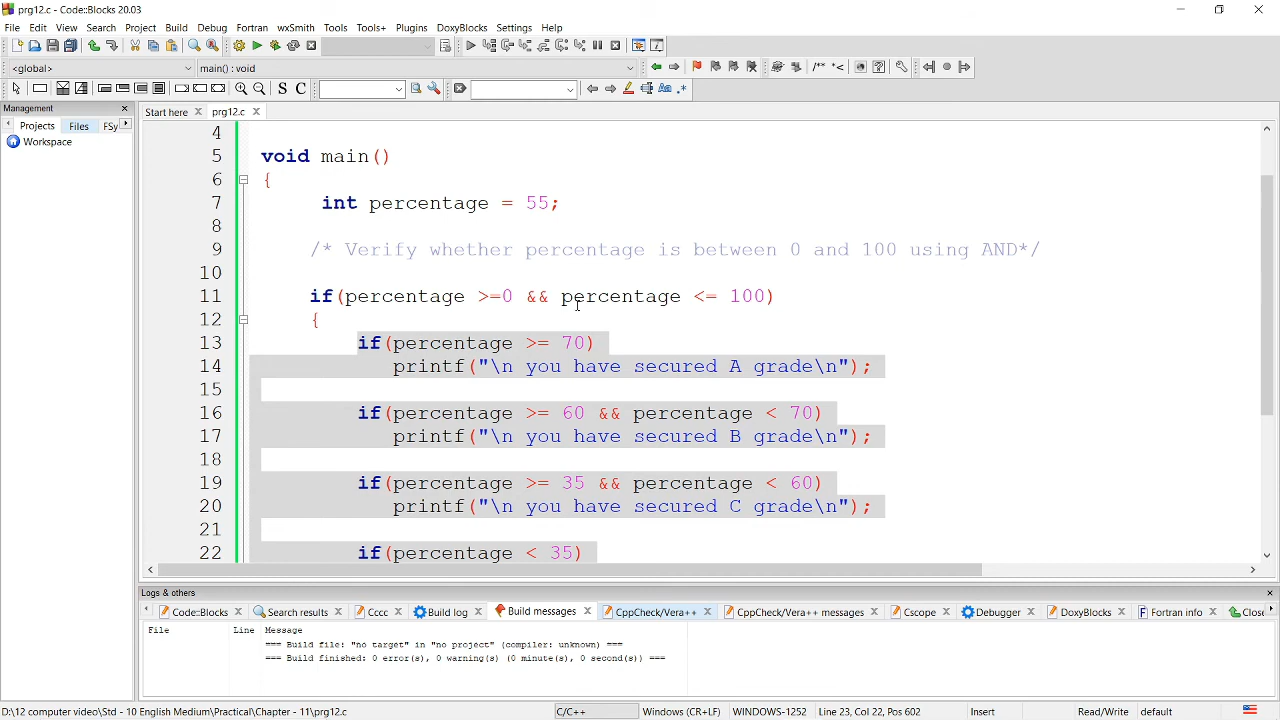 prg12.c - Code::Blocks 20.03
File Edit View Search Project Build Debug Fortran wxSmith Tools Tools+ Plugins DoxyBlocks Settings Help
<global> main() : void
/** *<
S C
Aa .*
Management
Projects Files FSy
Workspace
Start here prg12.c
4
5 void main()
6 {
7 int percentage = 55;
8
9 /* Verify whether percentage is between 0 and 100 using AND*/
10
11 if(percentage >=0 && percentage <= 100)
12 {
13 if(percentage >= 70)
14 printf("\n you have secured A grade\n");
15
16 if(percentage >= 60 && percentage < 70)
17 printf("\n you have secured B grade\n");
18
19 if(percentage >= 35 && percentage < 60)
20 printf("\n you have secured C grade\n");
21
22 if(percentage < 35)
Logs & others
Code::Blocks Search results Cccc Build log Build messages CppCheck/Vera++ CppCheck/Vera++ messages Cscope Debugger DoxyBlocks Fortran info Close
File Line Message
=== Build file: "no target" in "no project" (compiler: unknown) ===
=== Build finished: 0 error(s), 0 warning(s) (0 minute(s), 0 second(s)) ===
D:\12 computer video\Std - 10 English Medium\Practical\Chapter - 11\prg12.c C/C++ Windows (CR+LF) WINDOWS-1252 Line 23, Col 22, Pos 602 Insert Read/Write default